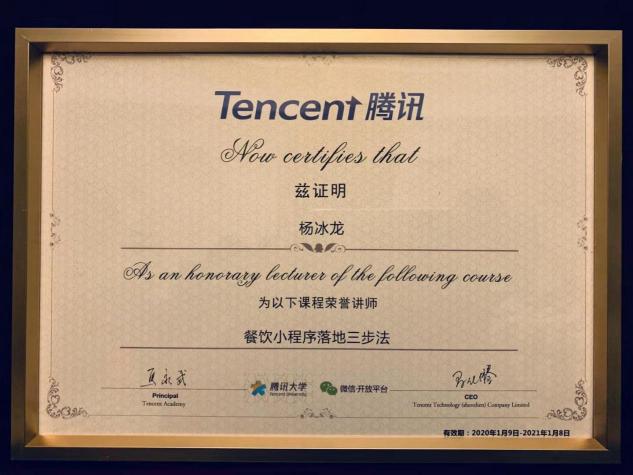 Tencent 腾讯
Now certifies that
兹证明
杨冰龙
As an honorary lecturer of the following course
为以下课程荣誉讲师
餐饮小程序落地三步法
Principal
Tencent Academy
腾讯大学
Tencent University
微信·开放平台
CEO
Tencent Technology (shenzhen) Company Limited
有效期：2020年1月9日-2021年1月8日